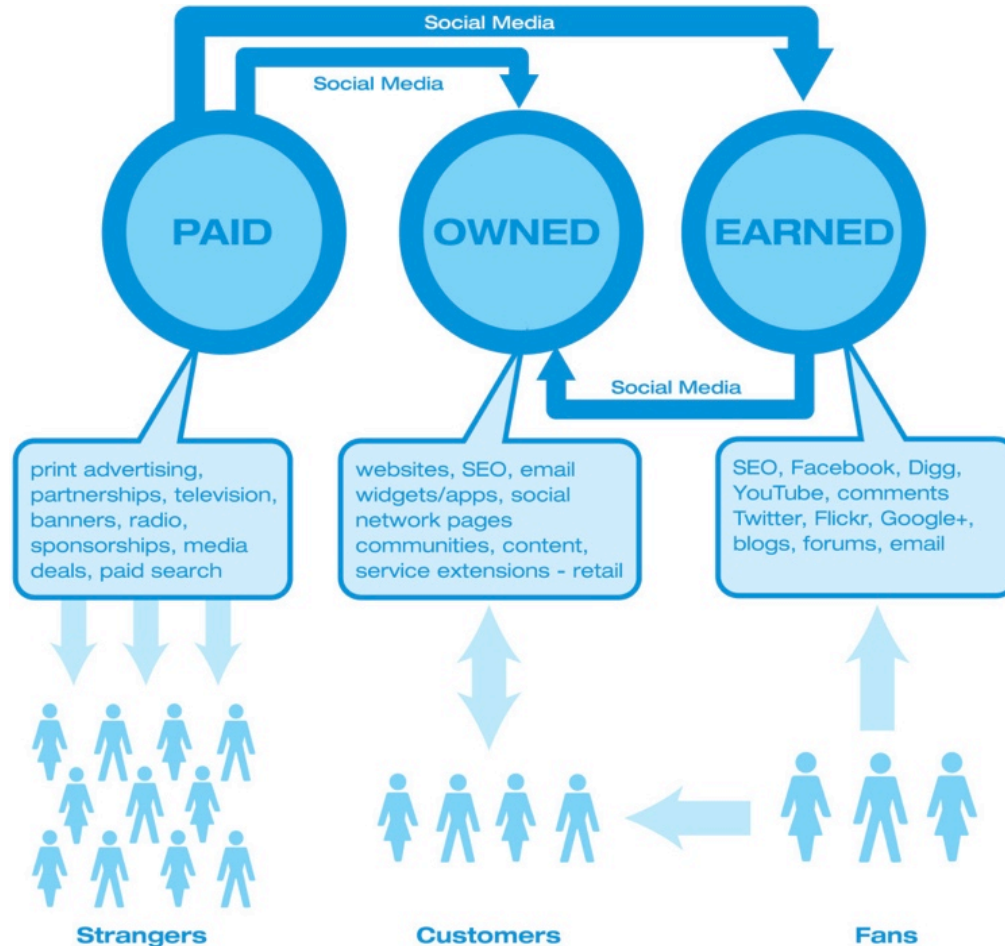 Social Media
Social Media
PAID
OWNED
EARNED
Social Media
print advertising,
partnerships, television,
banners, radio,
sponsorships, media
deals, paid search
websites, SEO, email
widgets/apps, social
network pages
communities, content,
service extensions - retail
SEO, Facebook, Digg,
YouTube, comments
Twitter, Flickr, Google+,
blogs, forums, email
Strangers
Customers
Fans